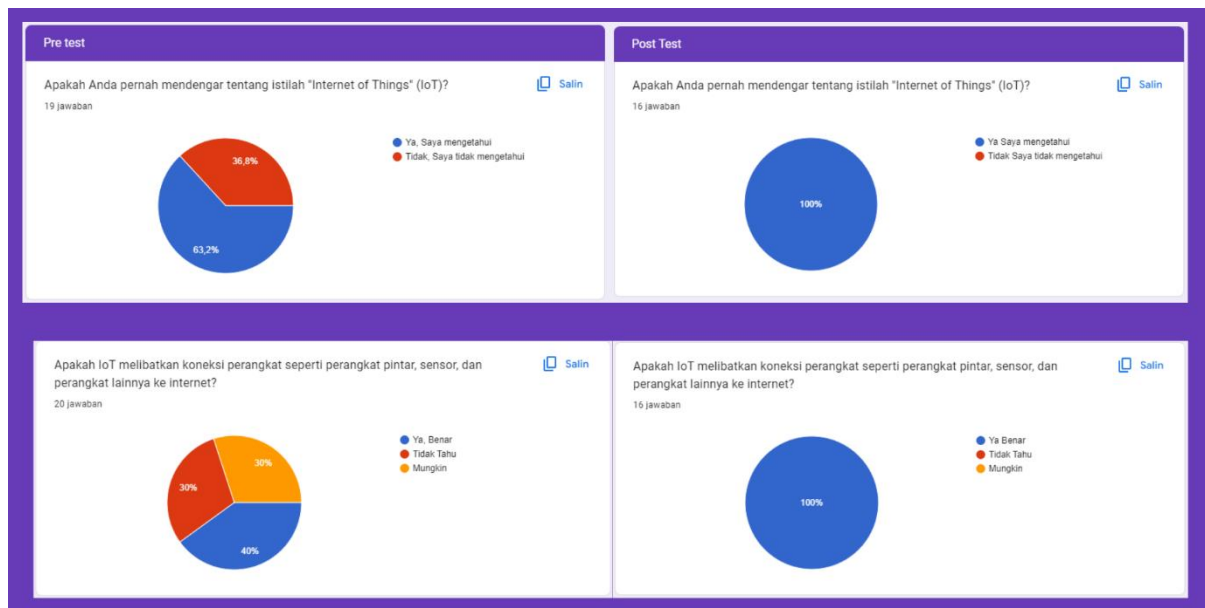 Pre test
Apakah Anda pernah mendengar tentang istilah "Internet of Things" (IoT)?
Salin
19 jawaban
Ya, Saya mengetahui
Tidak, Saya tidak mengetahui
36,8%
63,2%
Post Test
Apakah Anda pernah mendengar tentang istilah "Internet of Things" (IoT)?
Salin
16 jawaban
Ya Saya mengetahui
Tidak Saya tidak mengetahui
100%
Apakah IoT melibatkan koneksi perangkat seperti perangkat pintar, sensor, dan
perangkat lainnya ke internet?
Salin
20 jawaban
Ya, Benar
Tidak Tahu
Mungkin
30%
30%
40%
Apakah IoT melibatkan koneksi perangkat seperti perangkat pintar, sensor, dan
perangkat lainnya ke internet?
Salin
16 jawaban
Ya Benar
Tidak Tahu
Mungkin
100%